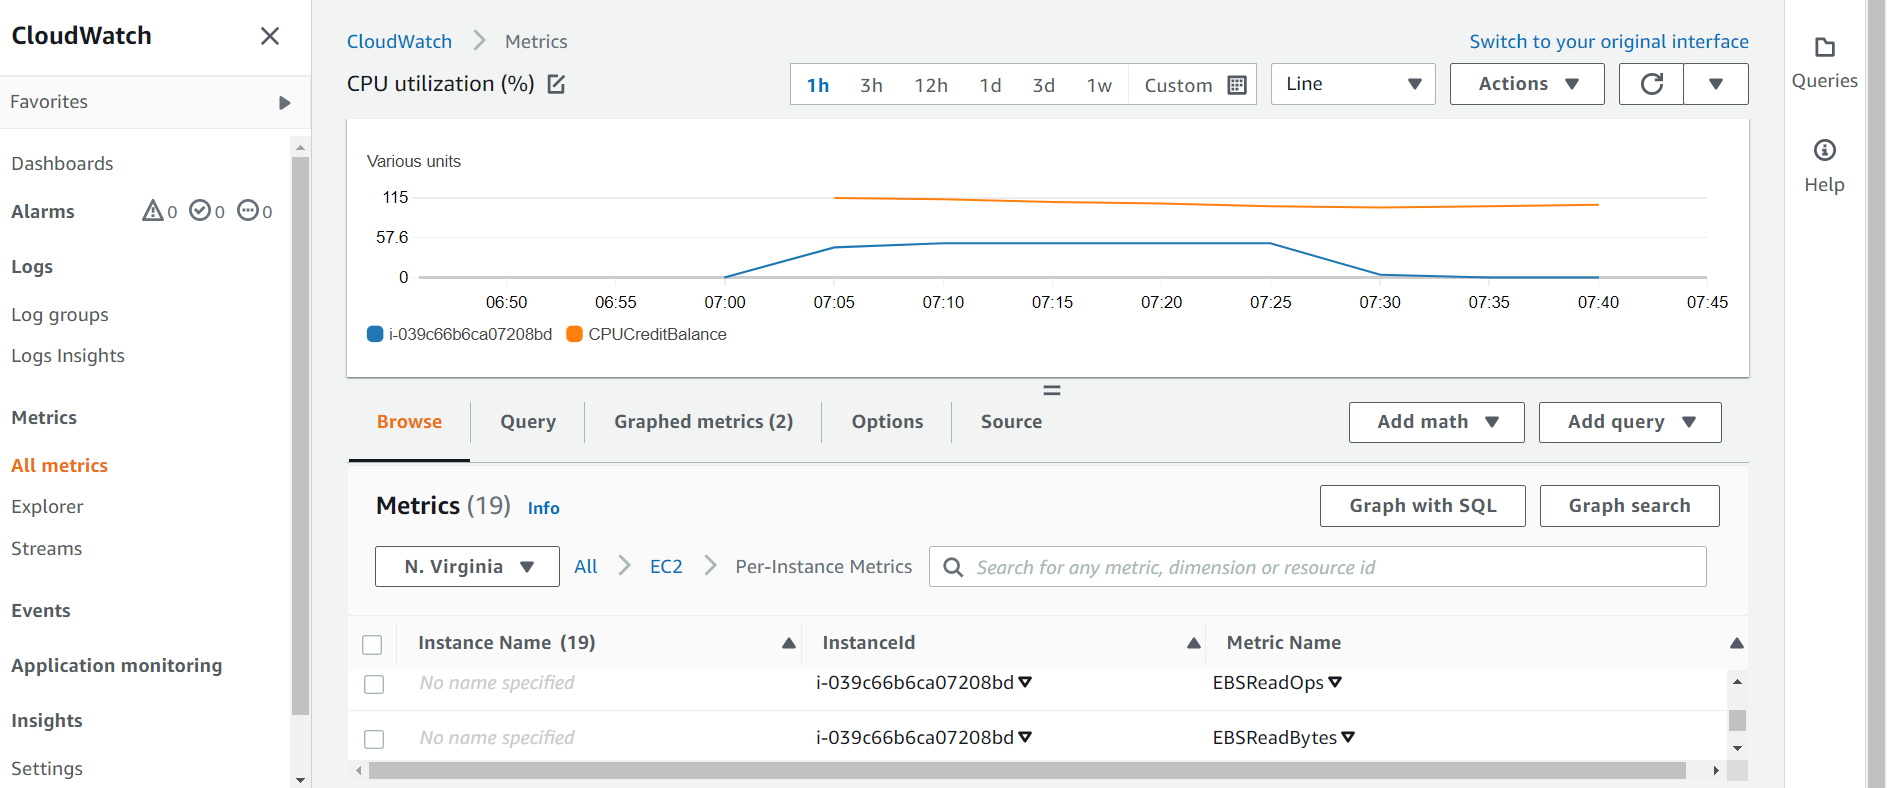 CloudWatch
Favorites
Dashboards
Alarms 0 0 0
Logs
Log groups
Logs Insights
Metrics
All metrics
Explorer
Streams
Events
Application monitoring
Insights
Settings
CloudWatch Metrics
Switch to your original interface
CPU utilization (%)
1h 3h 12h 1d 3d 1w Custom
Line
Actions
Various units
115
57.6
0
06:50 06:55 07:00 07:05 07:10 07:15 07:20 07:25 07:30 07:35 07:40 07:45
i-039c66b6ca07208bd CPUCreditBalance
Browse Query Graphed metrics (2) Options Source
Add math Add query
Metrics (19) Info
Graph with SQL Graph search
N. Virginia All EC2 Per-Instance Metrics
Search for any metric, dimension or resource id
Instance Name (19) InstanceId Metric Name
No name specified i-039c66b6ca07208bd EBSReadOps
No name specified i-039c66b6ca07208bd EBSReadBytes
Queries
Help